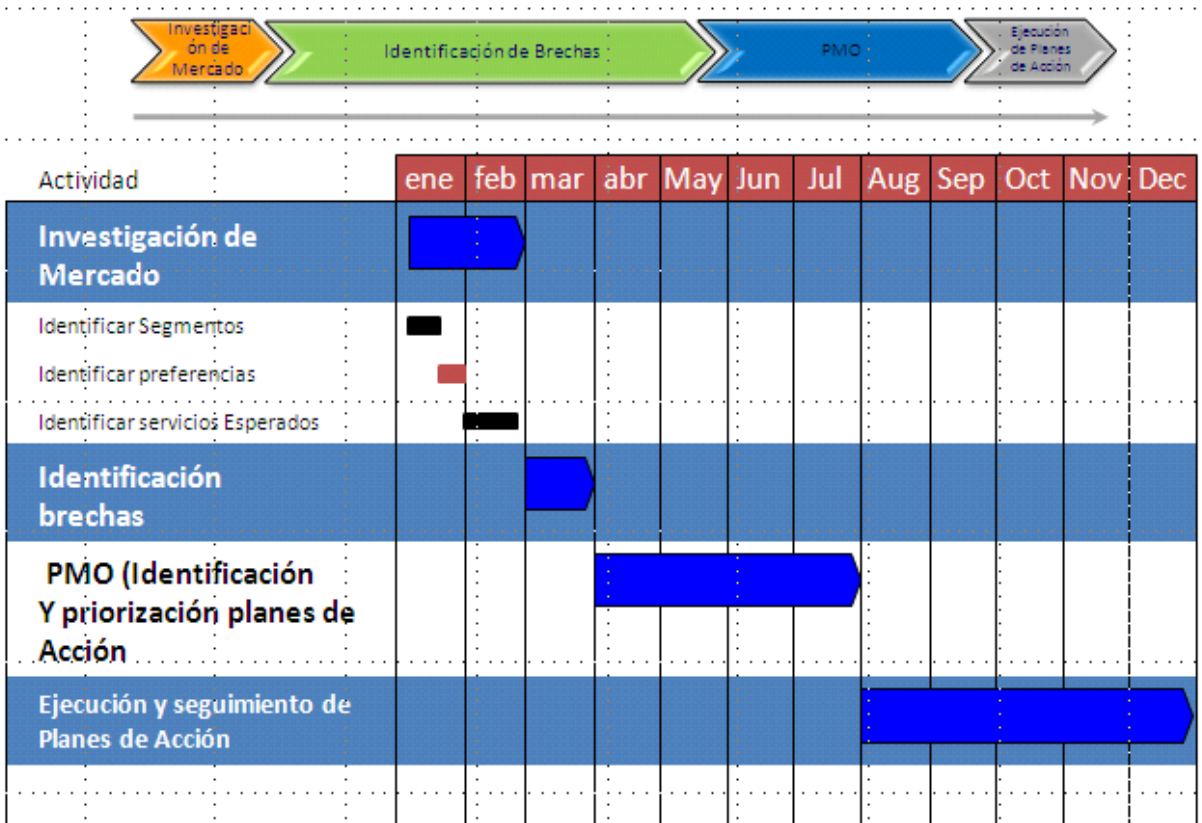 Investigaci
ón de
Mercado
Identificación de Brechas
PMO
Ejecución
de Planes
de Acción
Actividad
ene feb mar abr May Jun Jul Aug Sep Oct Nov Dec
Investigación de
Mercado
Identificar Segmentos
Identificar preferencias
Identificar servicios Esperados
Identificación
brechas
PMO (Identificación
Y priorización planes de
Acción
Ejecución y seguimiento de
Planes de Acción